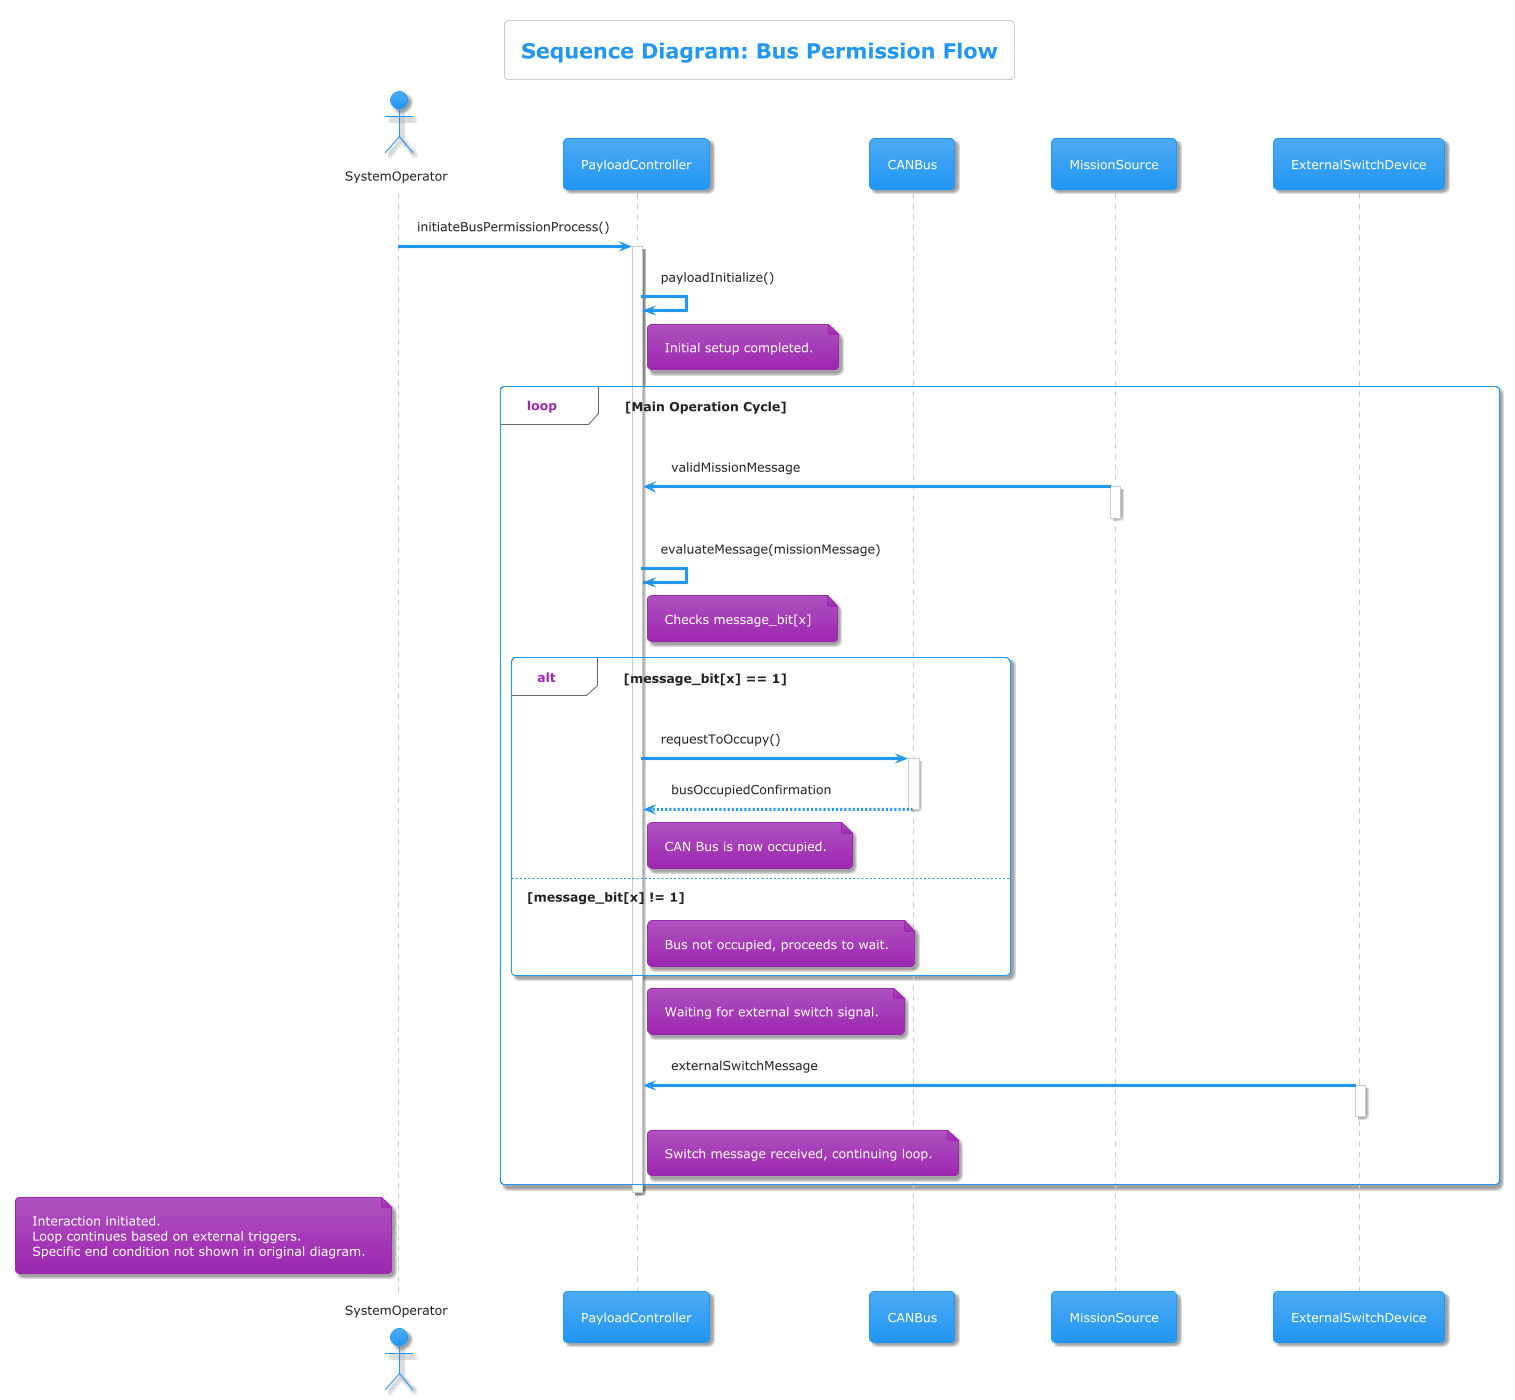 Sequence Diagram: Bus Permission Flow
SystemOperator
PayloadController
CANBus
MissionSource
ExternalSwitchDevice
initiateBusPermissionProcess()
payloadInitialize()
Initial setup completed.
loop
[Main Operation Cycle]
validMissionMessage
evaluateMessage(missionMessage)
Checks message_bit[x]
alt
[message_bit[x] == 1]
requestToOccupy()
busOccupiedConfirmation
CAN Bus is now occupied.
[message_bit[x] != 1]
Bus not occupied, proceeds to wait.
Waiting for external switch signal.
externalSwitchMessage
Switch message received, continuing loop.
Interaction initiated.
Loop continues based on external triggers.
Specific end condition not shown in original diagram.
SystemOperator
PayloadController
CANBus
MissionSource
ExternalSwitchDevice